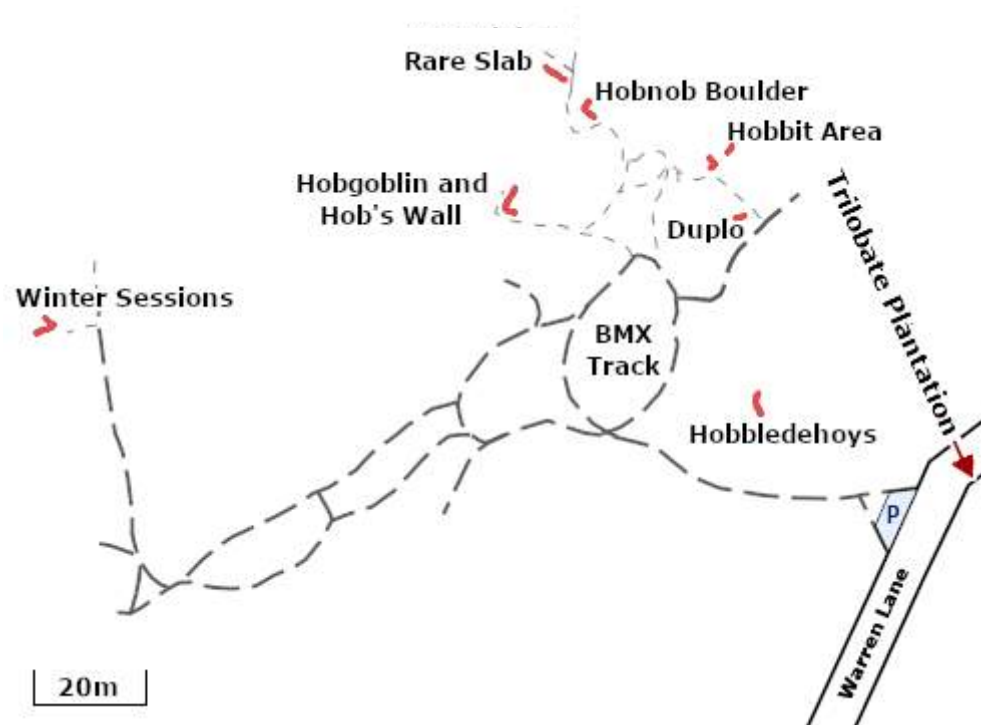 Rare Slab
Hobnob Boulder
Hobbit Area
Hobgoblin and
Hob's Wall
Duplo
Trilobate Plantation
Winter Sessions
BMX
Track
Hobbledehoys
P
Warren Lane
20m